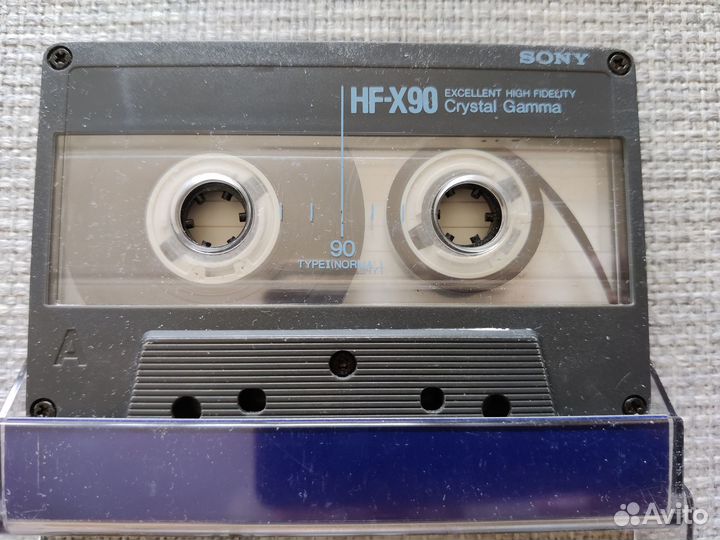 SONY
HF-X90 EXCELLENT HIGH FIDELITY
Crystal Gamma
90
TYPE I (NORMAL)
A
Avito